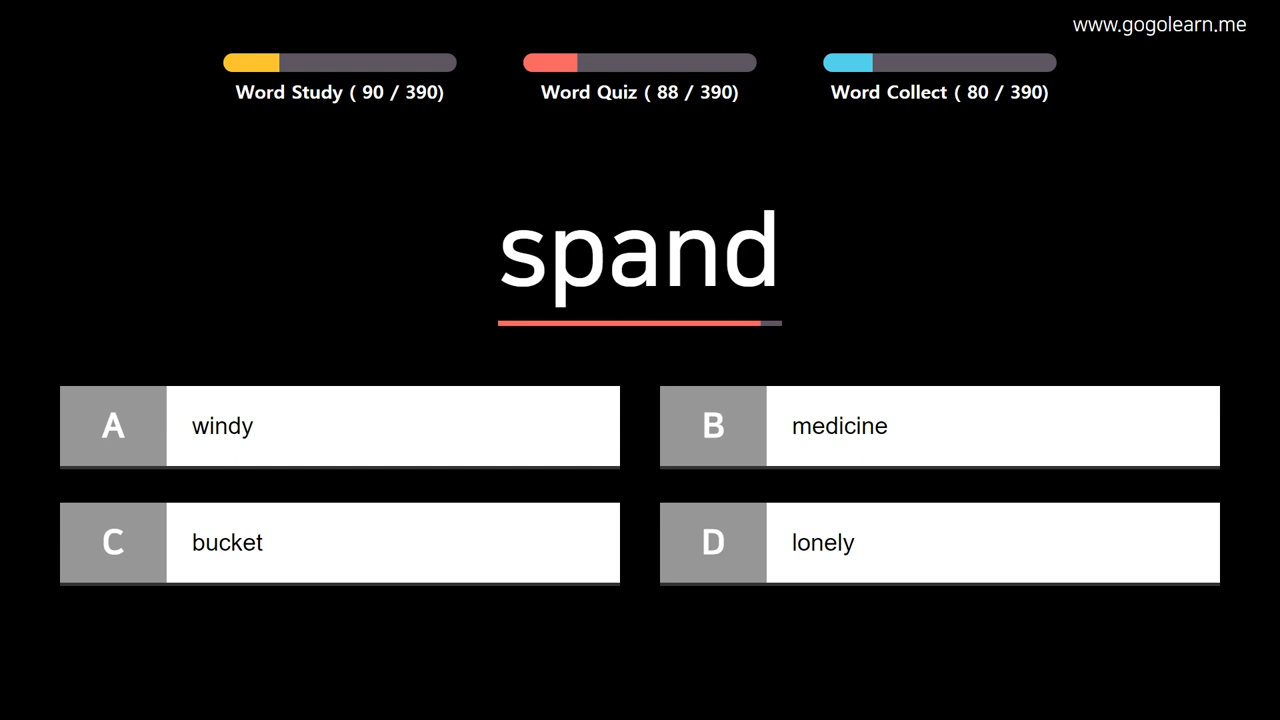 www.gogolearn.me
Word Study ( 90 / 390)
Word Quiz ( 88 / 390)
Word Collect ( 80 / 390)
spand
A windy
B medicine
C bucket
D lonely